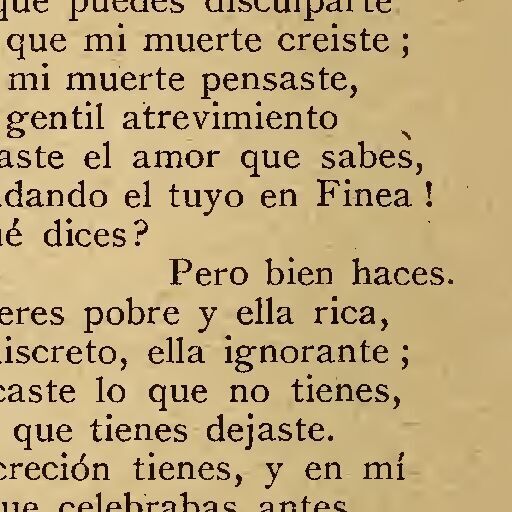 que puedes disculparte
que mi muerte creiste ;
mi muerte pensaste,
gentil atrevimiento
aste el amor que sabes,
dando el tuyo en Finea !
é dices?
Pero bien haces.
eres pobre y ella rica,
iscreto, ella ignorante ;
caste lo que no tienes,
que tienes dejaste.
creción tienes, y en mí
ue celebrabas antes